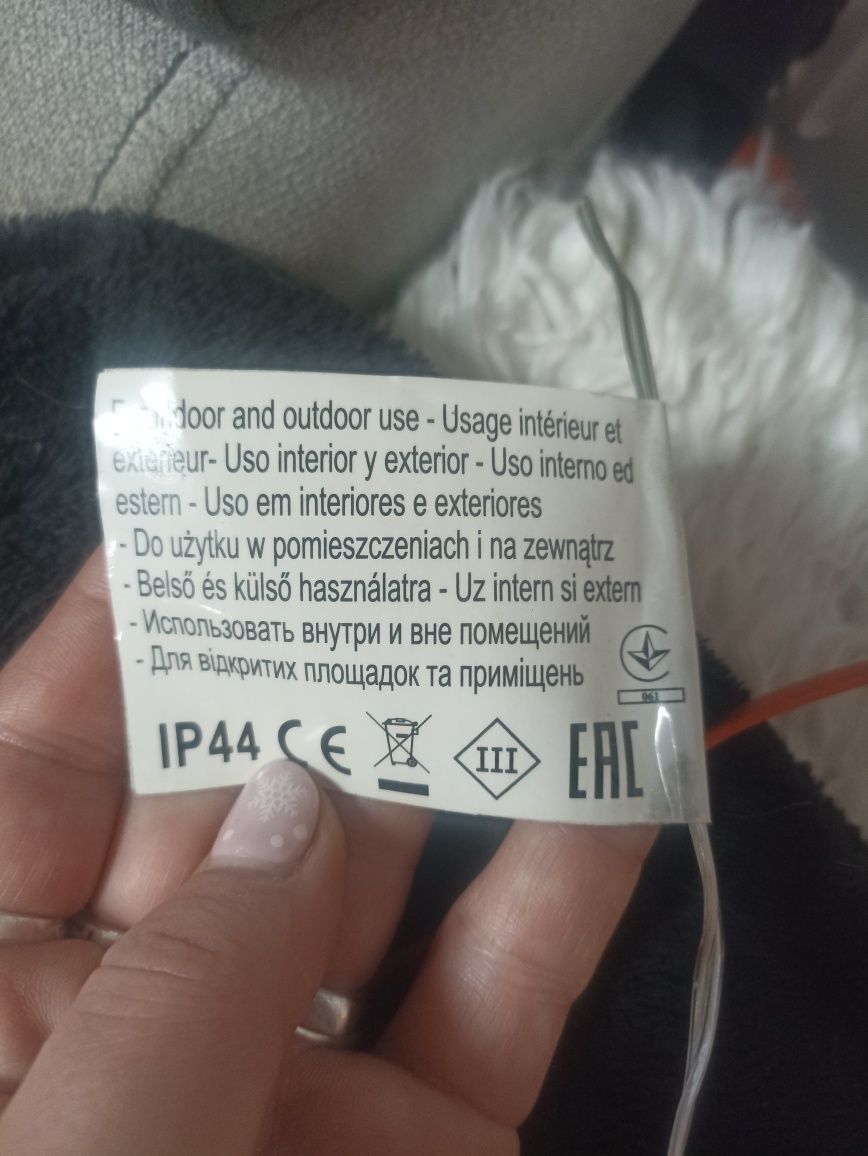 indoor and outdoor use - Usage intérieur et
extérieur- Uso interior y exterior - Uso interno ed
estern - Uso em interiores e exteriores
- Do użytku w pomieszczeniach i na zewnątrz
- Belső és külső használatra - Uz intern si extern
- Использовать внутри и вне помещений
- Для відкритих площадок та приміщень
061
IP44 CE III EAC